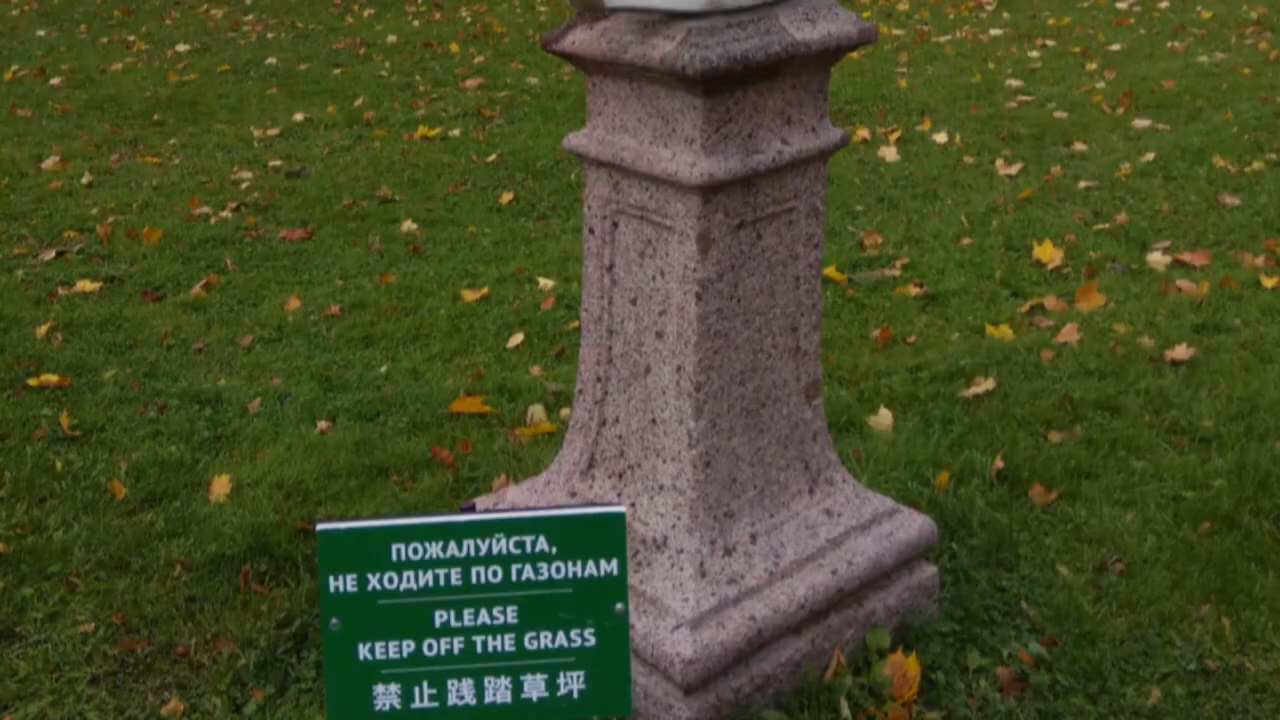 ПОЖАЛУЙСТА,
НЕ ХОДИТЕ ПО ГАЗОНАМ
PLEASE
KEEP OFF THE GRASS
禁止践踏草坪